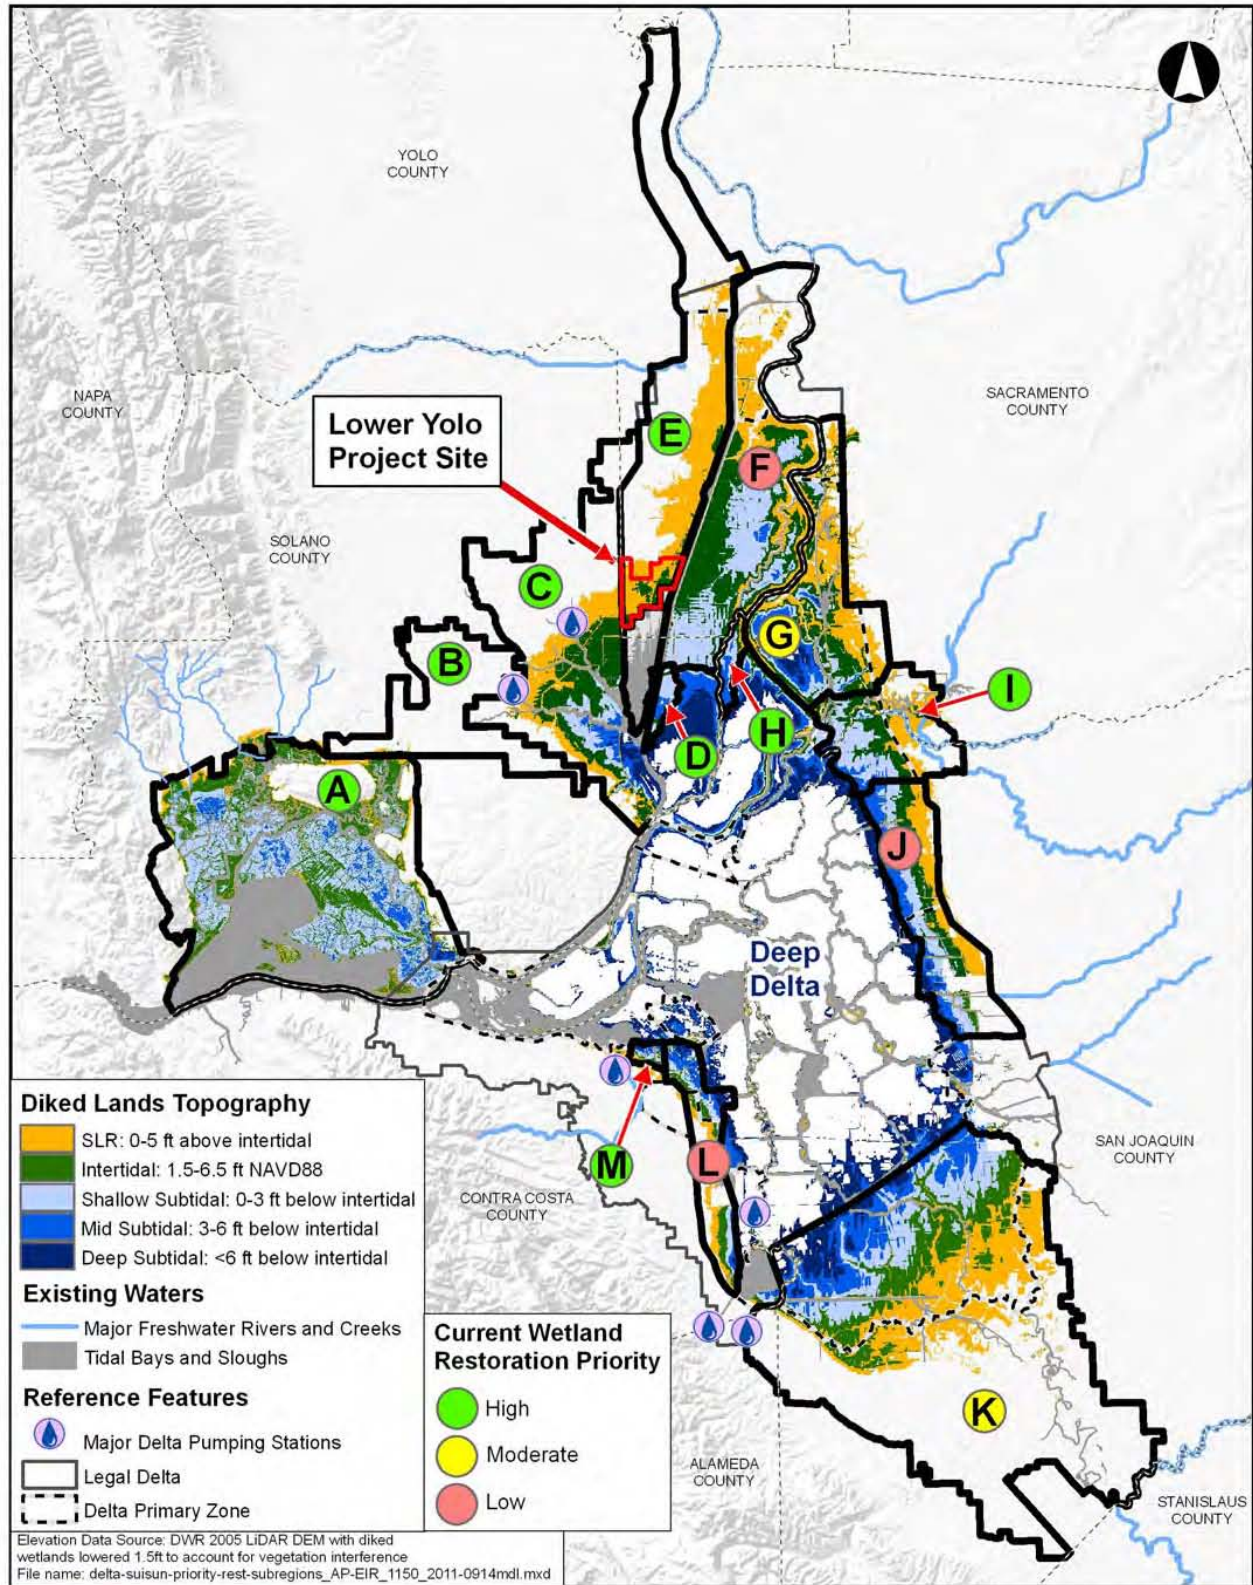 YOLO
COUNTY
NAPA
COUNTY
SACRAMENTO
COUNTY
E
Lower Yolo
Project Site
F
SOLANO
COUNTY
C
G
B
I
D
H
A
J
Deep
Delta
M
L
SAN JOAQUIN
COUNTY
CONTRA COSTA
COUNTY
K
ALAMEDA
COUNTY
STANISLAUS
COUNTY
Diked Lands Topography
SLR: 0-5 ft above intertidal
Intertidal: 1.5-6.5 ft NAVD88
Shallow Subtidal: 0-3 ft below intertidal
Mid Subtidal: 3-6 ft below intertidal
Deep Subtidal: <6 ft below intertidal
Existing Waters
Major Freshwater Rivers and Creeks
Tidal Bays and Sloughs
Reference Features
Major Delta Pumping Stations
Legal Delta
Delta Primary Zone
Current Wetland
Restoration Priority
High
Moderate
Low
Elevation Data Source: DWR 2005 LiDAR DEM with diked
wetlands lowered 1.5ft to account for vegetation interference
File name: delta-suisun-priority-rest-subregions_AP-EIR_1150_2011-0914mdl.mxd